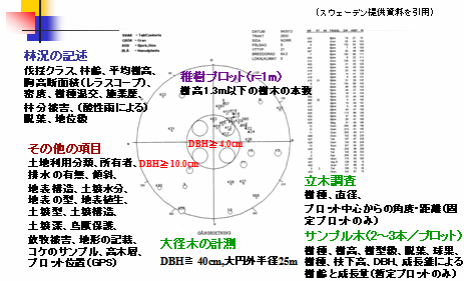 (スウェーデン提供資料を引用)
林況の記述
伐採クラス、林齢、平均樹高、
胸高断面積(レラスコープ)、
密度、樹種混交、施業歴、
林分被害、(酸性雨による)
脱葉、地位級
稚樹プロット(r=1m)
樹高1.3m以下の樹木の本数
DBH≧4.0cm
DBH≧10.0cm
その他の項目
土地利用分類、所有者、
排水の有無、傾斜、
地表構造、土壌水分、
地表の型、地表植生、
土壌型、土壌構造、
土壌深、鳥獣保護、
放牧被害、地形の記載、
コケのサンプル、高木層、
プロット位置(GPS)
立木調査
樹種、直径、
プロット中心からの角度・距離(固
定プロットのみ)
大径木の計測
DBH≧ 40cm,大円外半径25m
サンプル木(2~3本/プロット)
樹種、樹高、樹型級、脱葉、球果、
樹種、枝下高、DBH、成長錐による
樹齢と成長量(暫定プロットのみ)